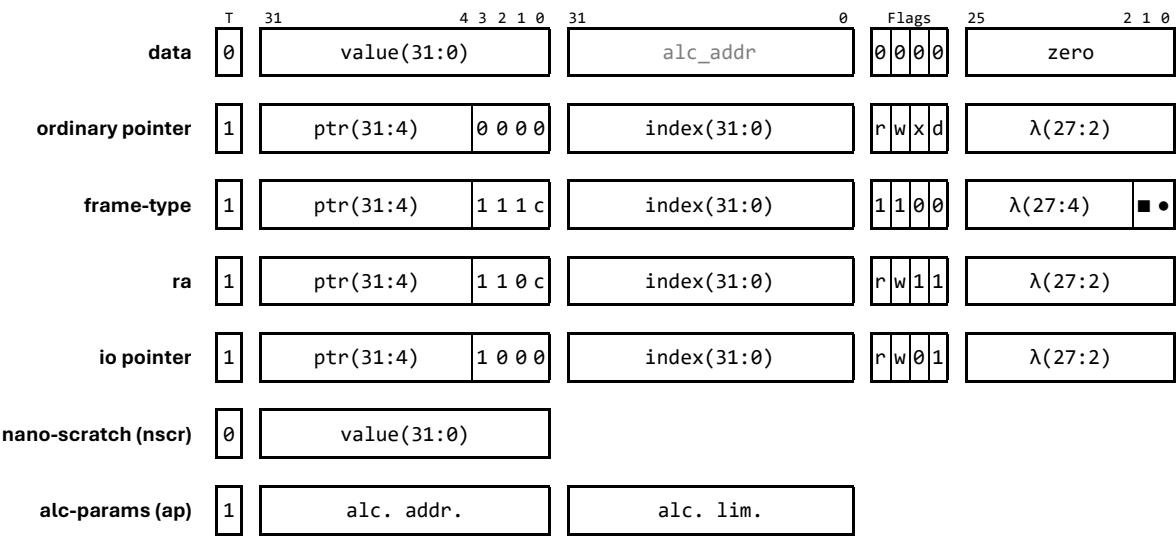 T 31 4 3 2 1 0 31 0 Flags 25 2 1 0
data 0 value(31:0) alc_addr 0 0 0 0 zero
ordinary pointer 1 ptr(31:4) 0 0 0 0 index(31:0) r w x d λ(27:2)
frame-type 1 ptr(31:4) 1 1 1 c index(31:0) 1 1 0 0 λ(27:4) ■ ●
ra 1 ptr(31:4) 1 1 0 c index(31:0) r w 1 1 λ(27:2)
io pointer 1 ptr(31:4) 1 0 0 0 index(31:0) r w 0 1 λ(27:2)
nano-scratch (nscr) 0 value(31:0)
alc-params (ap) 1 alc. addr. alc. lim.